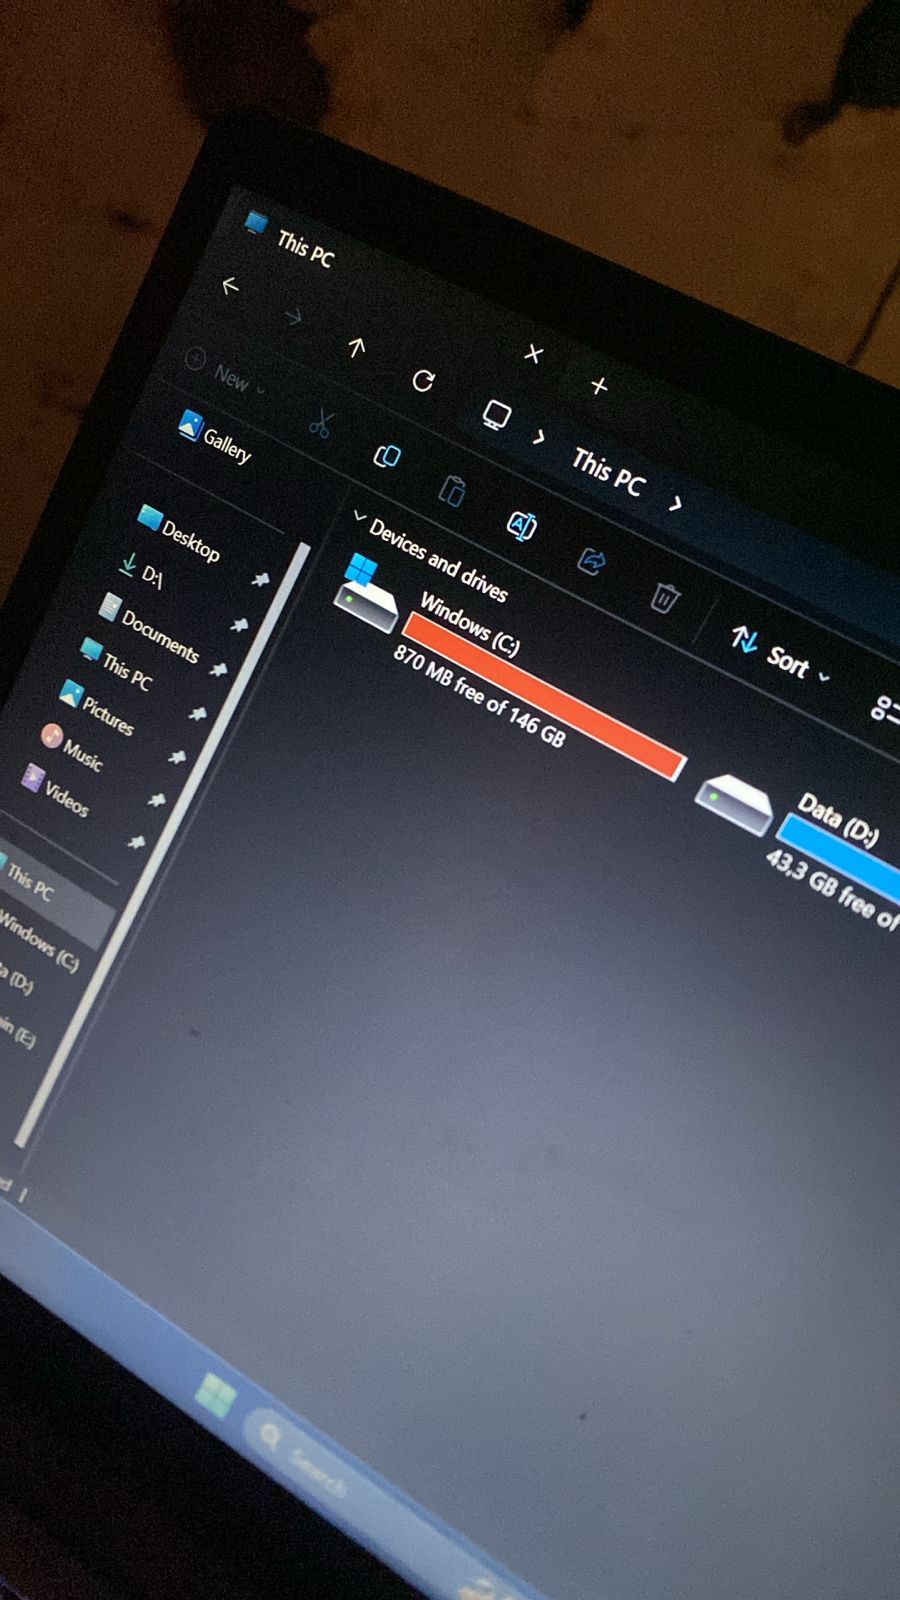 This PC
New
This PC
Sort
Gallery
Desktop
D:\
Documents
This PC
Pictures
Music
Videos
This PC
Windows (C:)
(D:)
(E:)
Devices and drives
Windows (C:)
870 MB free of 146 GB
Data (D:)
43,3 GB free of
Search